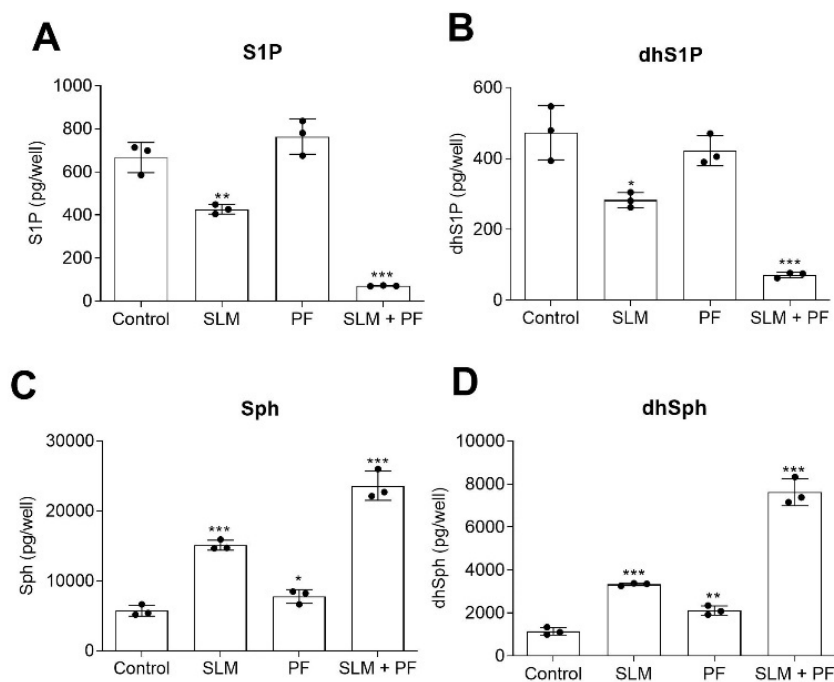 A
S1P
S1P (pg/well)
1000
800
600
400
200
0
**
***
Control SLM PF SLM + PF
B
dhS1P
dhS1P (pg/well)
600
400
200
0
*
***
Control SLM PF SLM + PF
C
Sph
Sph (pg/well)
30000
20000
10000
0
***
*
***
Control SLM PF SLM + PF
D
dhSph
dhSph (pg/well)
10000
8000
6000
4000
2000
0
***
**
***
Control SLM PF SLM + PF